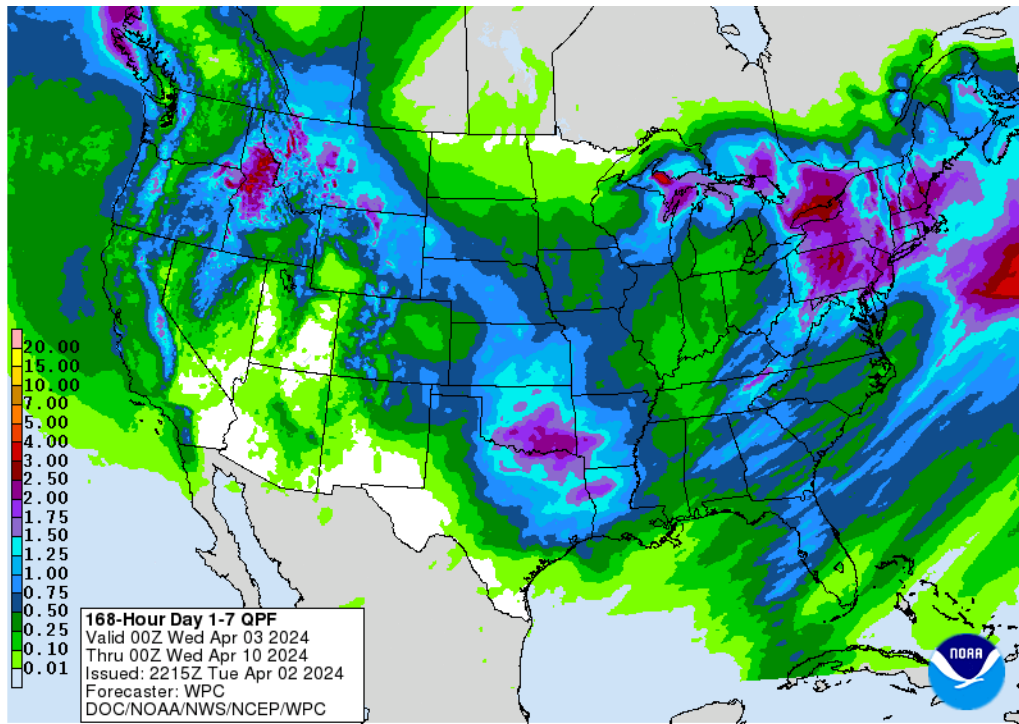 20.00
15.00
10.00
7.00
5.00
4.00
3.00
2.50
2.00
1.75
1.50
1.25
1.00
0.75
0.50
0.25
0.10
0.01
168-Hour Day 1-7 QPF
Valid 00Z Wed Apr 03 2024
Thru 00Z Wed Apr 10 2024
Issued: 2215Z Tue Apr 02 2024
Forecaster: WPC
DOC/NOAA/NWS/NCEP/WPC
NOAA